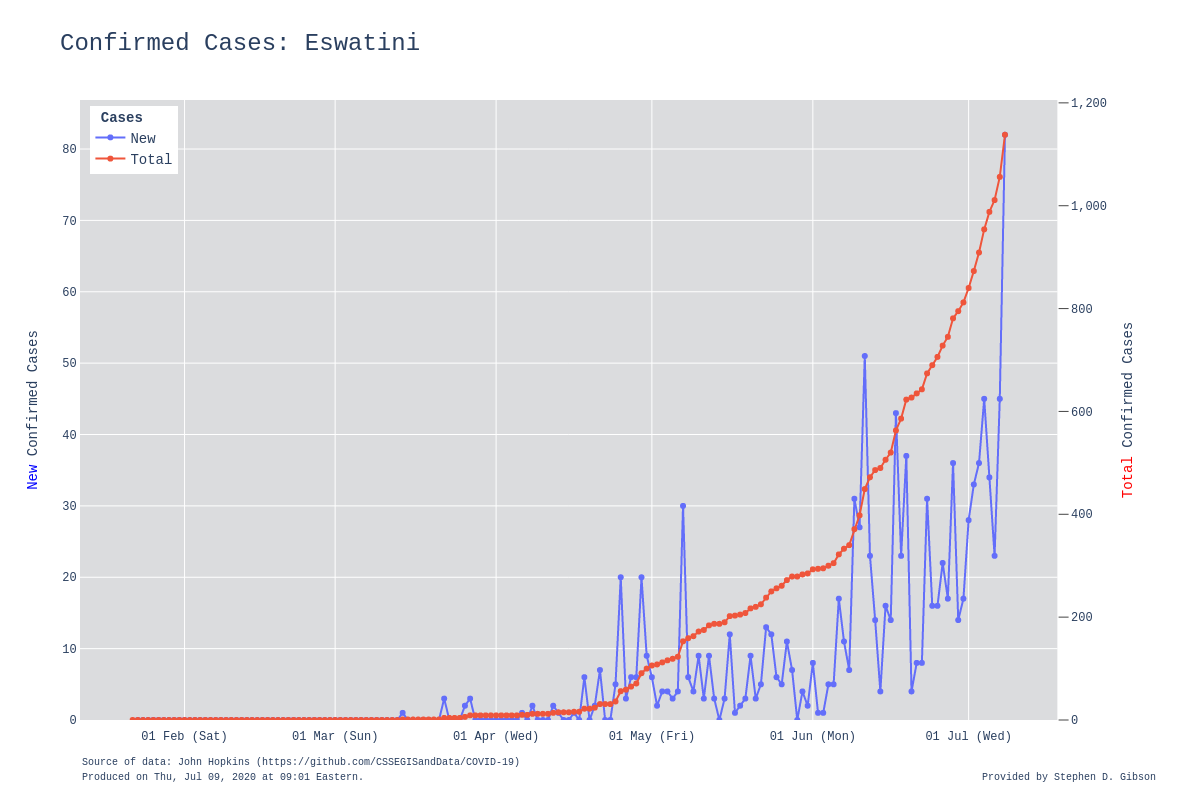 Confirmed Cases: Eswatini
Cases
New
Total
1,200
1,000
800
600
400
200
0
80
70
60
50
40
30
20
10
0
New Confirmed Cases
Total Confirmed Cases
01 Feb (Sat)
01 Mar (Sun)
01 Apr (Wed)
01 May (Fri)
01 Jun (Mon)
01 Jul (Wed)
Source of data: John Hopkins (https://github.com/CSSEGISandData/COVID-19)
Produced on Thu, Jul 09, 2020 at 09:01 Eastern.
Provided by Stephen D. Gibson